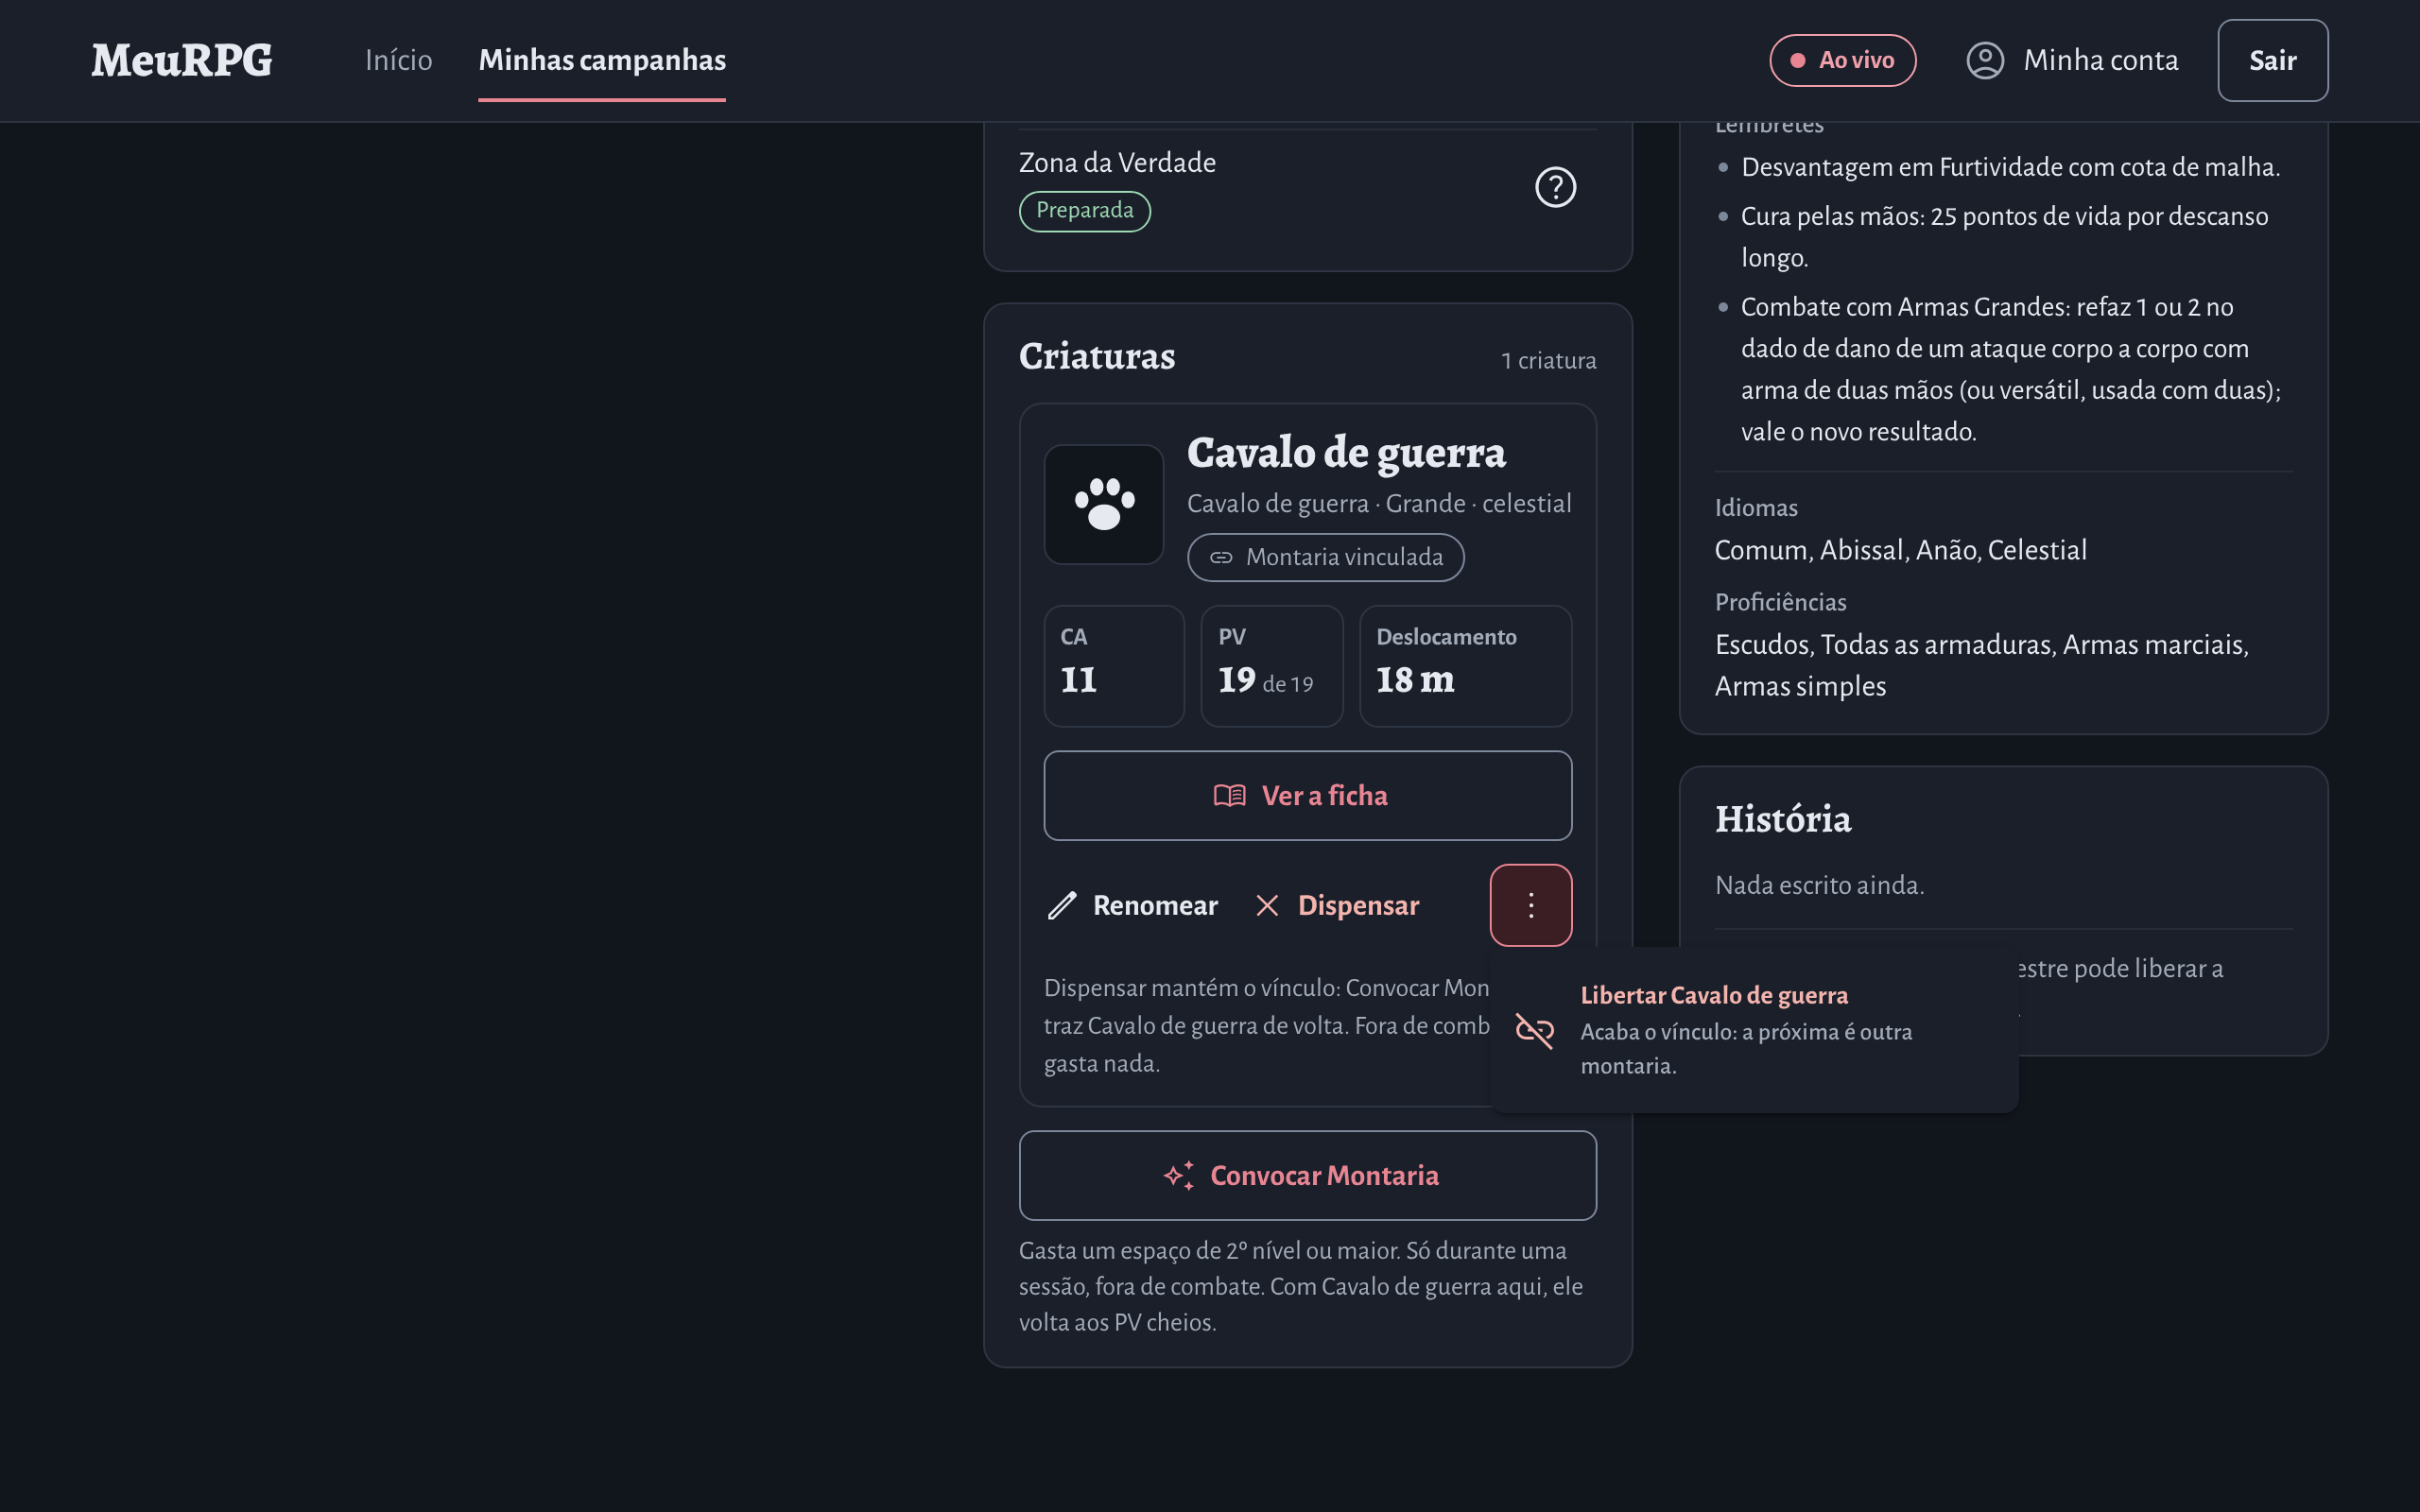 MeuRPG
Início
Minhas campanhas
Ao vivo
Minha conta
Sair
Zona da Verdade
Preparada
Criaturas
1 criatura
Cavalo de guerra
Cavalo de guerra · Grande · celestial
Montaria vinculada
CA
11
PV
19 de 19
Deslocamento
18 m
Ver a ficha
Renomear
Dispensar
Dispensar mantém o vínculo: Convocar Mon
traz Cavalo de guerra de volta. Fora de comb
gasta nada.
Libertar Cavalo de guerra
Acaba o vínculo: a próxima é outra
montaria.
Convocar Montaria
Gasta um espaço de 2º nível ou maior. Só durante uma
sessão, fora de combate. Com Cavalo de guerra aqui, ele
volta aos PV cheios.
Lembretes
Desvantagem em Furtividade com cota de malha.
Cura pelas mãos: 25 pontos de vida por descanso
longo.
Combate com Armas Grandes: refaz 1 ou 2 no
dado de dano de um ataque corpo a corpo com
arma de duas mãos (ou versátil, usada com duas);
vale o novo resultado.
Idiomas
Comum, Abissal, Anão, Celestial
Proficiências
Escudos, Todas as armaduras, Armas marciais,
Armas simples
História
Nada escrito ainda.
estre pode liberar a